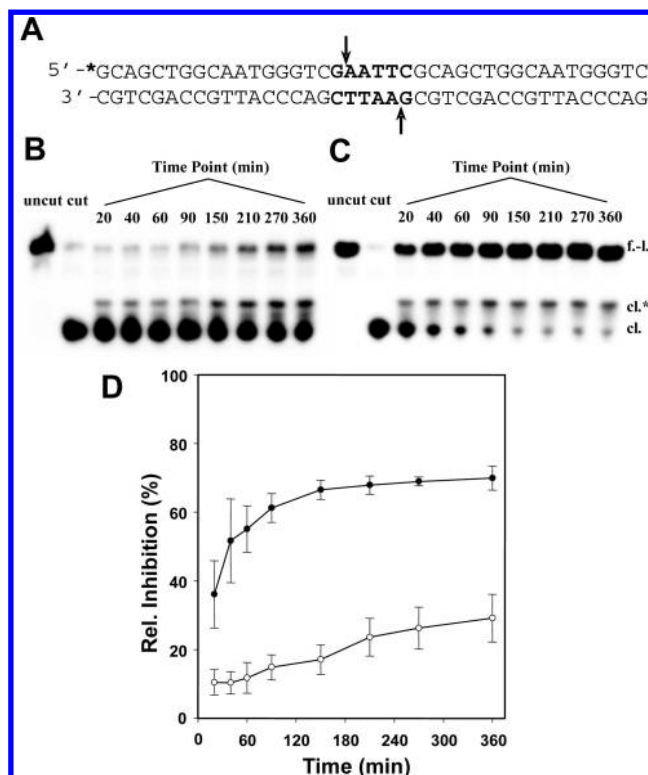 A
5′-*GCAGCTGGCAATGGGTCGAATTCGCAGCTGGCAATGGGTC
3′-CGTCGACCGTTACCCAGCTTAAGCGTCGACCGTTACCCAG
B
Time Point (min)
uncut cut 20 40 60 90 150 210 270 360
C
Time Point (min)
uncut cut 20 40 60 90 150 210 270 360
f.-l.
cl.*
cl.
D
100
80
60
40
20
0
Rel. Inhibition (%)
0 60 120 180 240 300 360
Time (min)